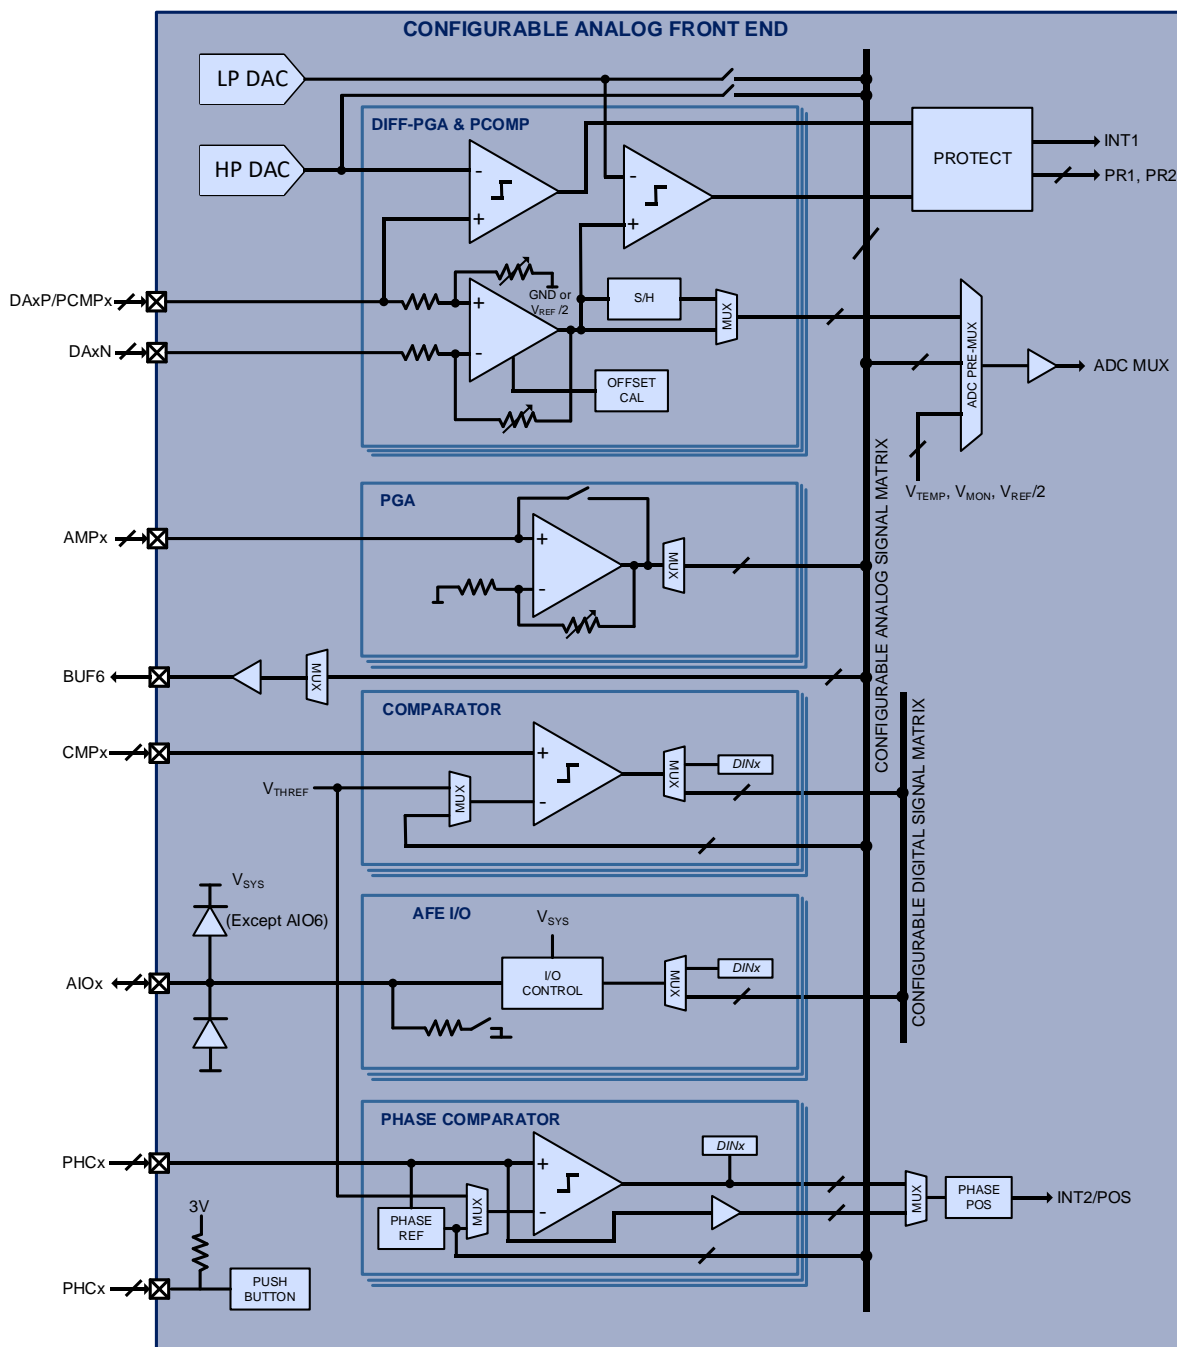 CONFIGURABLE ANALOG FRONT END
LP DAC
DIFF-PGA & PCOMP
HP DAC
-
+
-
+
PROTECT
INT1
PR1, PR2
DAxP/PCMPx
+
-
GND or
VREF/2
S/H
MUX
DAxN
OFFSET
CAL
ADC PRE-MUX
ADC MUX
VTEMP, VMON, VREF/2
CONFIGURABLE ANALOG SIGNAL MATRIX
PGA
AMPx
+
-
MUX
BUF6
MUX
COMPARATOR
CMPx
+
-
VTHREF
MUX
MUX
DINx
CONFIGURABLE DIGITAL SIGNAL MATRIX
VSYS
(Except AIO6)
AFE I/O
VSYS
AIOx
I/O
CONTROL
MUX
DINx
PHASE COMPARATOR
PHCx
+
-
DINx
PHASE
REF
MUX
MUX
PHASE
POS
INT2/POS
3V
PHCx
PUSH
BUTTON